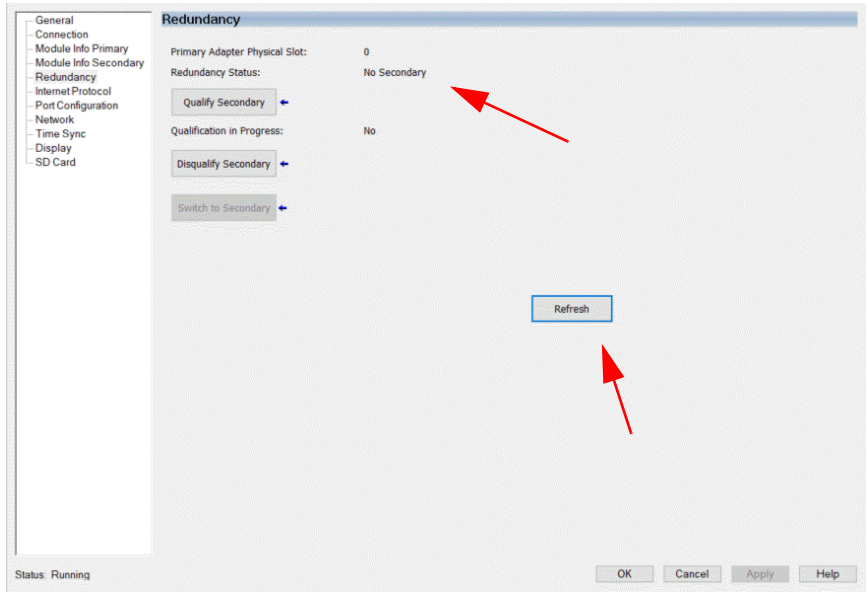 General
Connection
Module Info Primary
Module Info Secondary
Redundancy
Internet Protocol
Port Configuration
Network
Time Sync
Display
SD Card
Redundancy
Primary Adapter Physical Slot: 0
Redundancy Status: No Secondary
Qualify Secondary
Qualification in Progress: No
Disqualify Secondary
Switch to Secondary
Refresh
Status: Running
OK Cancel Apply Help